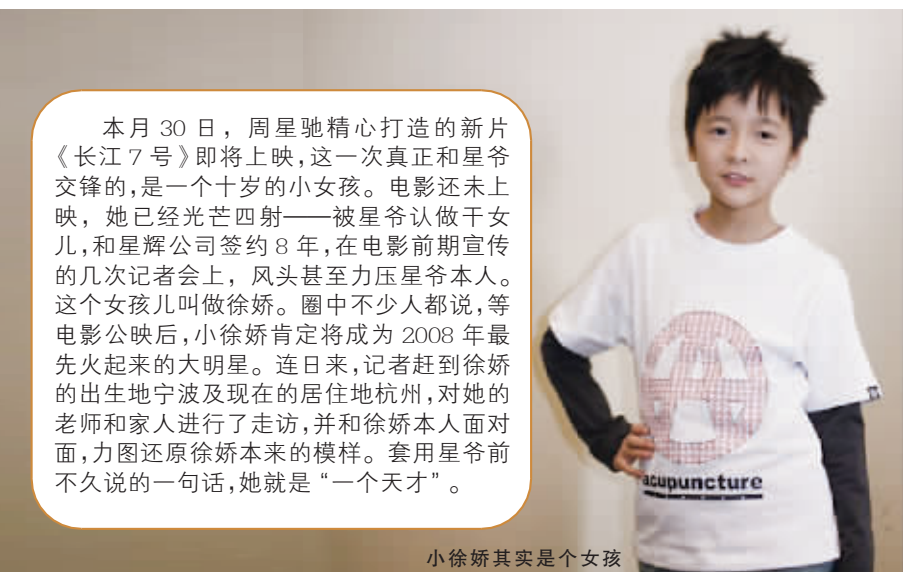 本月 30 日，周星驰精心打造的新片
《长江 7 号》即将上映,这一次真正和星爷
交锋的,是一个十岁的小女孩。电影还未上
映，她已经光芒四射——被星爷认做干女
儿,和星辉公司签约 8 年,在电影前期宣传
的几次记者会上，风头甚至力压星爷本人。
这个女孩儿叫做徐娇。圈中不少人都说,等
电影公映后,小徐娇肯定将成为 2008 年最
先火起来的大明星。连日来,记者赶到徐娇
的出生地宁波及现在的居住地杭州,对她的
老师和家人进行了走访,并和徐娇本人面对
面,力图还原徐娇本来的模样。套用星爷前
不久说的一句话,她就是“一个天才”。
acupuncture
小徐娇其实是个女孩